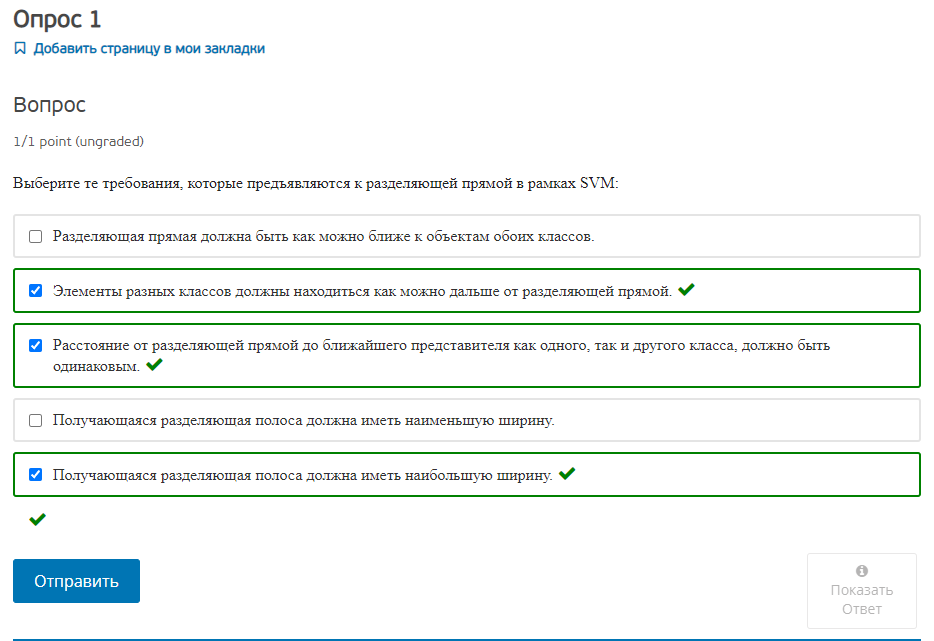 Опрос 1
Добавить страницу в мои закладки
Вопрос
1/1 point (ungraded)
Выберите те требования, которые предъявляются к разделяющей прямой в рамках SVM:
Разделяющая прямая должна быть как можно ближе к объектам обоих классов.
Элементы разных классов должны находиться как можно дальше от разделяющей прямой.
Расстояние от разделяющей прямой до ближайшего представителя как одного, так и другого класса, должно быть
одинаковым.
Получающаяся разделяющая полоса должна иметь наименьшую ширину.
Получающаяся разделяющая полоса должна иметь наибольшую ширину.
Отправить
Показать
Ответ